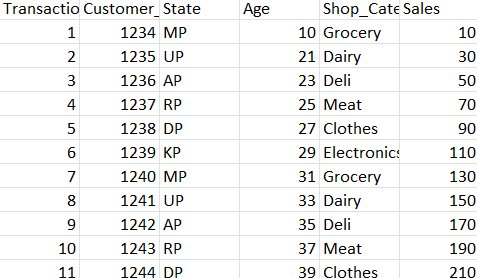 Transactio Customer_ State Age Shop_Cate Sales
1 1234 MP 10 Grocery 10
2 1235 UP 21 Dairy 30
3 1236 AP 23 Deli 50
4 1237 RP 25 Meat 70
5 1238 DP 27 Clothes 90
6 1239 KP 29 Electronics 110
7 1240 MP 31 Grocery 130
8 1241 UP 33 Dairy 150
9 1242 AP 35 Deli 170
10 1243 RP 37 Meat 190
11 1244 DP 39 Clothes 210